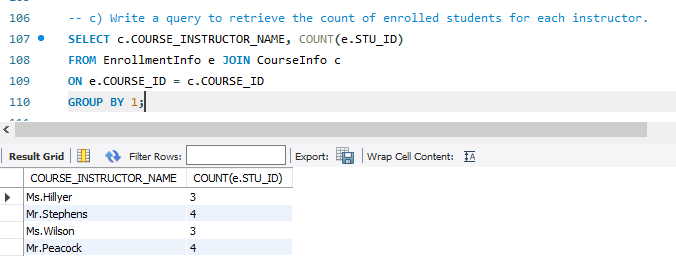 106 -- c) Write a query to retrieve the count of enrolled students for each instructor.
107 SELECT c.COURSE_INSTRUCTOR_NAME, COUNT(e.STU_ID)
108 FROM EnrollmentInfo e JOIN CourseInfo c
109 ON e.COURSE_ID = c.COURSE_ID
110 GROUP BY 1;
Result Grid Filter Rows: Export: Wrap Cell Content: IA
COURSE_INSTRUCTOR_NAME COUNT(e.STU_ID)
Ms.Hillyer 3
Mr.Stephens 4
Ms.Wilson 3
Mr.Peacock 4